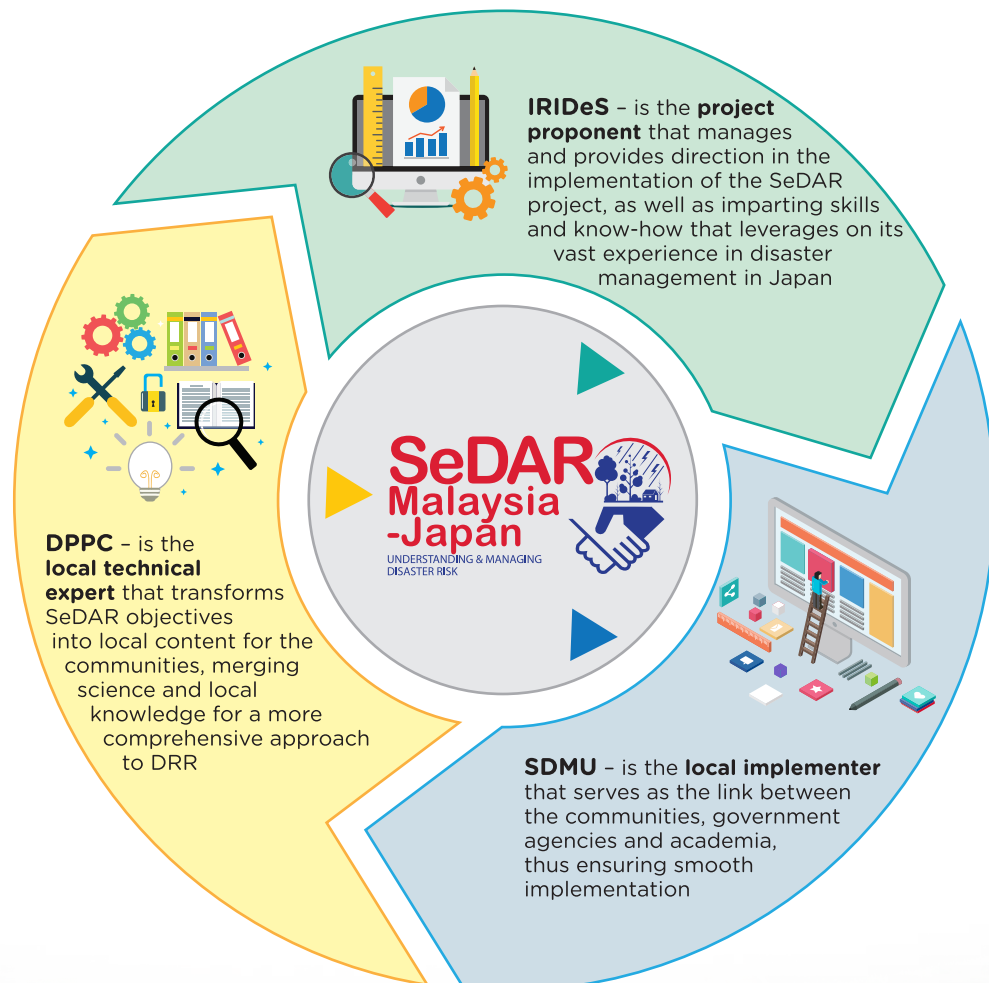 IRIDeS – is the project
proponent that manages
and provides direction in the
implementation of the SeDAR
project, as well as imparting skills
and know-how that leverages on its
vast experience in disaster
management in Japan
SeDAR
Malaysia
-Japan
UNDERSTANDING & MANAGING
DISASTER RISK
DPPC – is the
local technical
expert that transforms
SeDAR objectives
into local content for the
communities, merging
science and local
knowledge for a more
comprehensive approach
to DRR
SDMU – is the local implementer
that serves as the link between
the communities, government
agencies and academia,
thus ensuring smooth
implementation